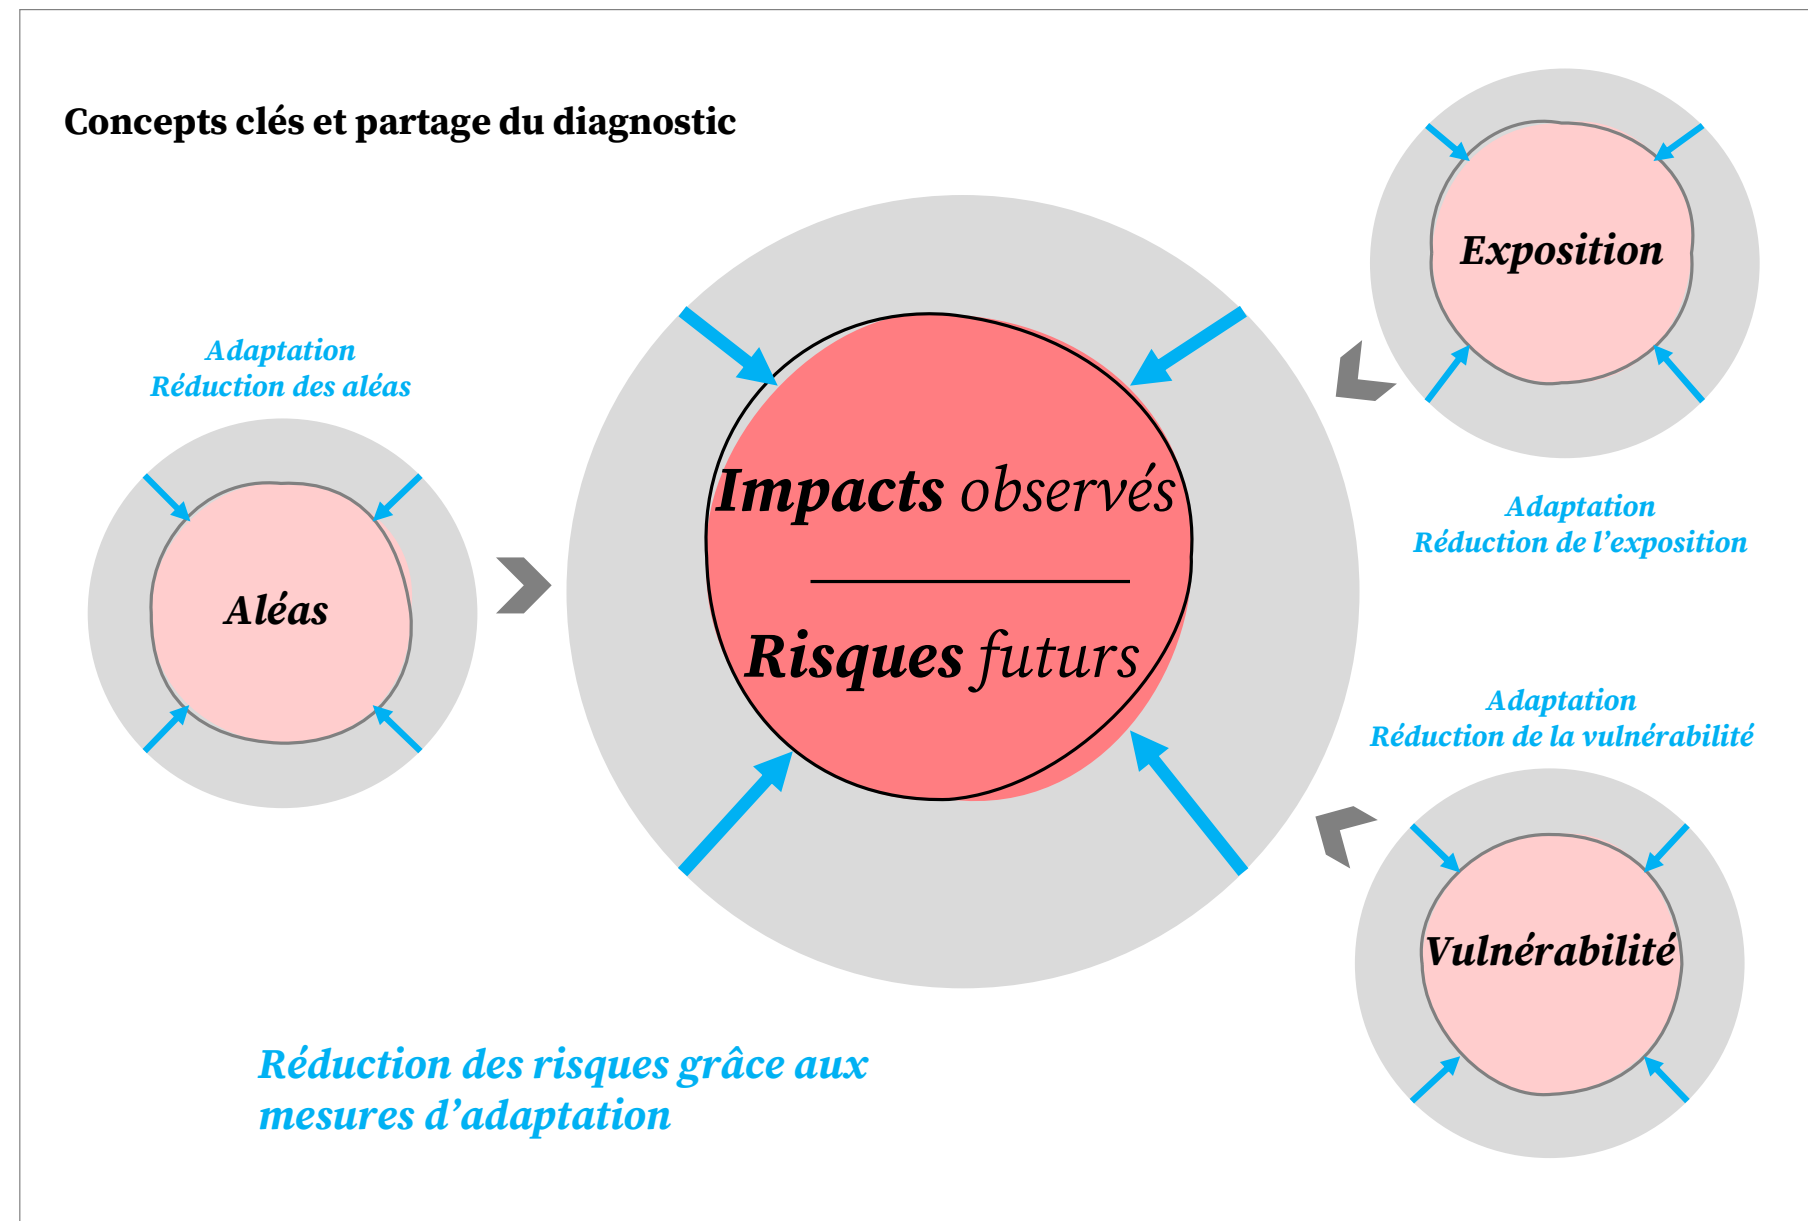 Concepts clés et partage du diagnostic
Exposition
Adaptation
Réduction des aléas
Impacts observés
Adaptation
Réduction de l’exposition
Aléas
Risques futurs
Adaptation
Réduction de la vulnérabilité
Vulnérabilité
Réduction des risques grâce aux
mesures d’adaptation